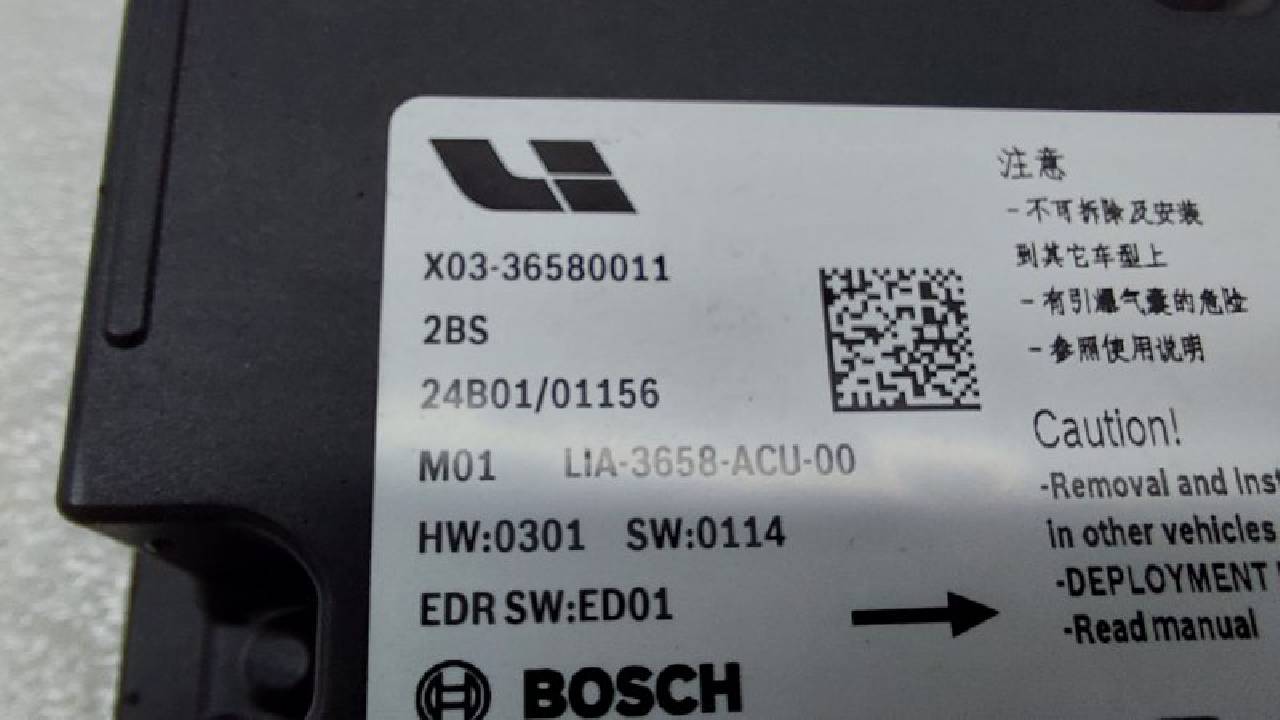 LI
X03-36580011
2BS
24B01/01156
M01 LIA-3658-ACU-00
HW:0301 SW:0114
EDR SW:ED01
BOSCH
注意
-不可拆除及安装
到其它车型上
-有引爆气囊的危险
-参照使用说明
Caution!
-Removal and Inst
in other vehicles
-DEPLOYMENT
-Read manual